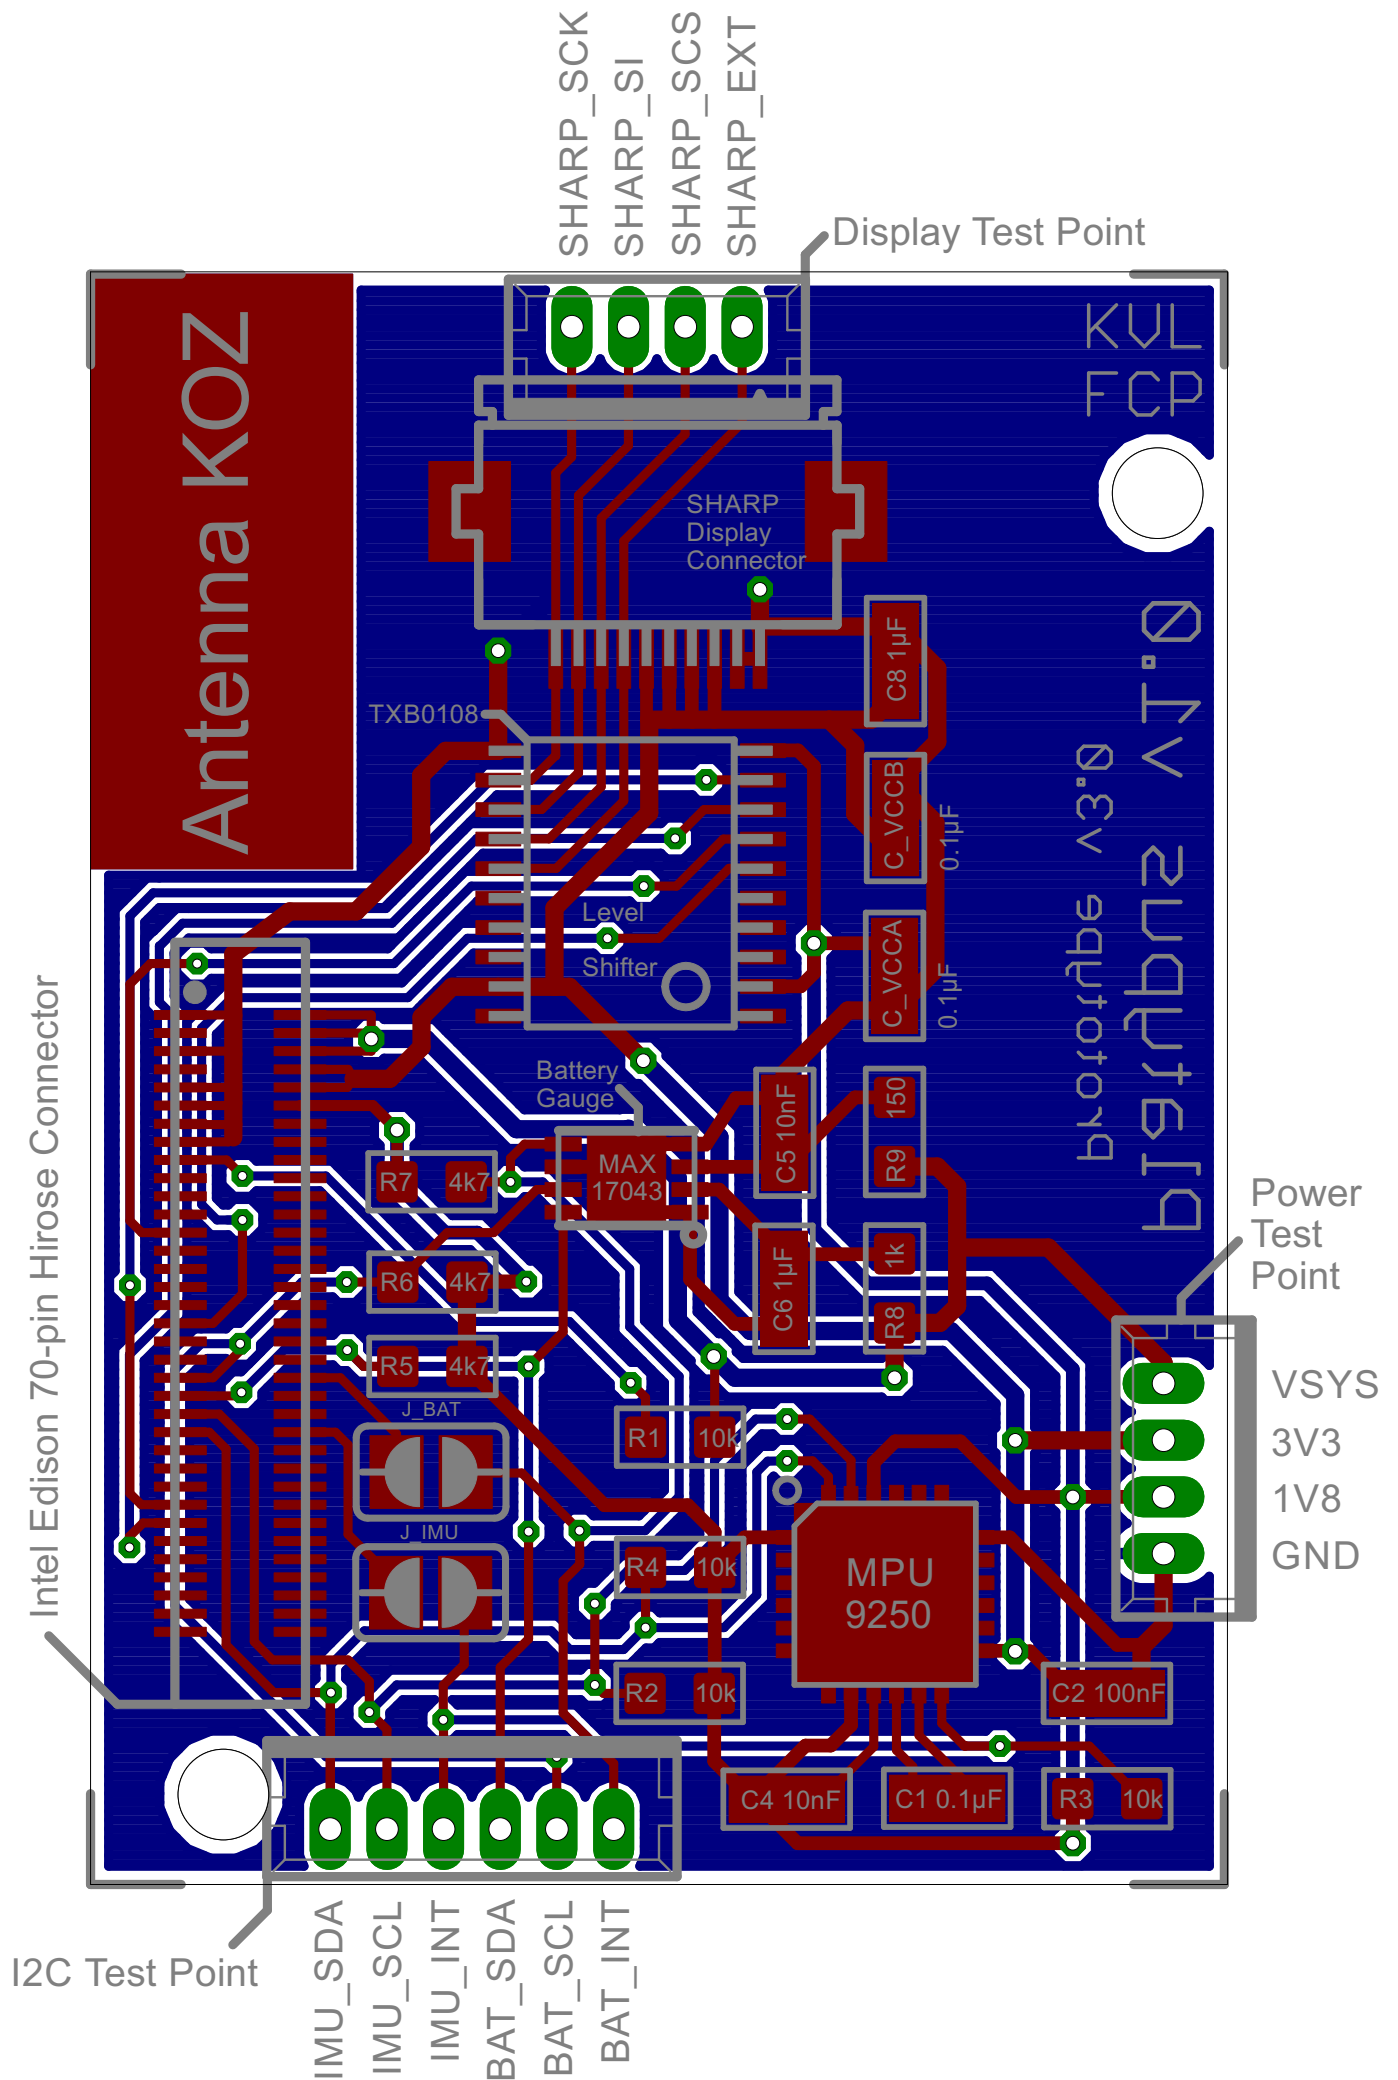 SHARP_SCK
SHARP_SI
SHARP_SCS
SHARP_EXT
Display Test Point
KVL
FCP
Antenna KOZ
SHARP
Display
Connector
TXB0108
C8 1µF
C_VCCB
0.1µF
C_VCCA
0.1µF
Level
Shifter
Battery
Gauge
MAX
17043
C5 10nF
150
R9
C6 1µF
1k
R8
v1.0
v3.0
Intel Edison 70-pin Hirose Connector
R7
4k7
R6
4k7
R5
4k7
J_BAT
J_IMU
R1
10k
R4
10k
R2
10k
MPU
9250
Power
Test
Point
VSYS
3V3
1V8
GND
C2 100nF
C4 10nF
C1 0.1µF
R3
10k
I2C Test Point
IMU_SDA
IMU_SCL
IMU_INT
BAT_SDA
BAT_SCL
BAT_INT